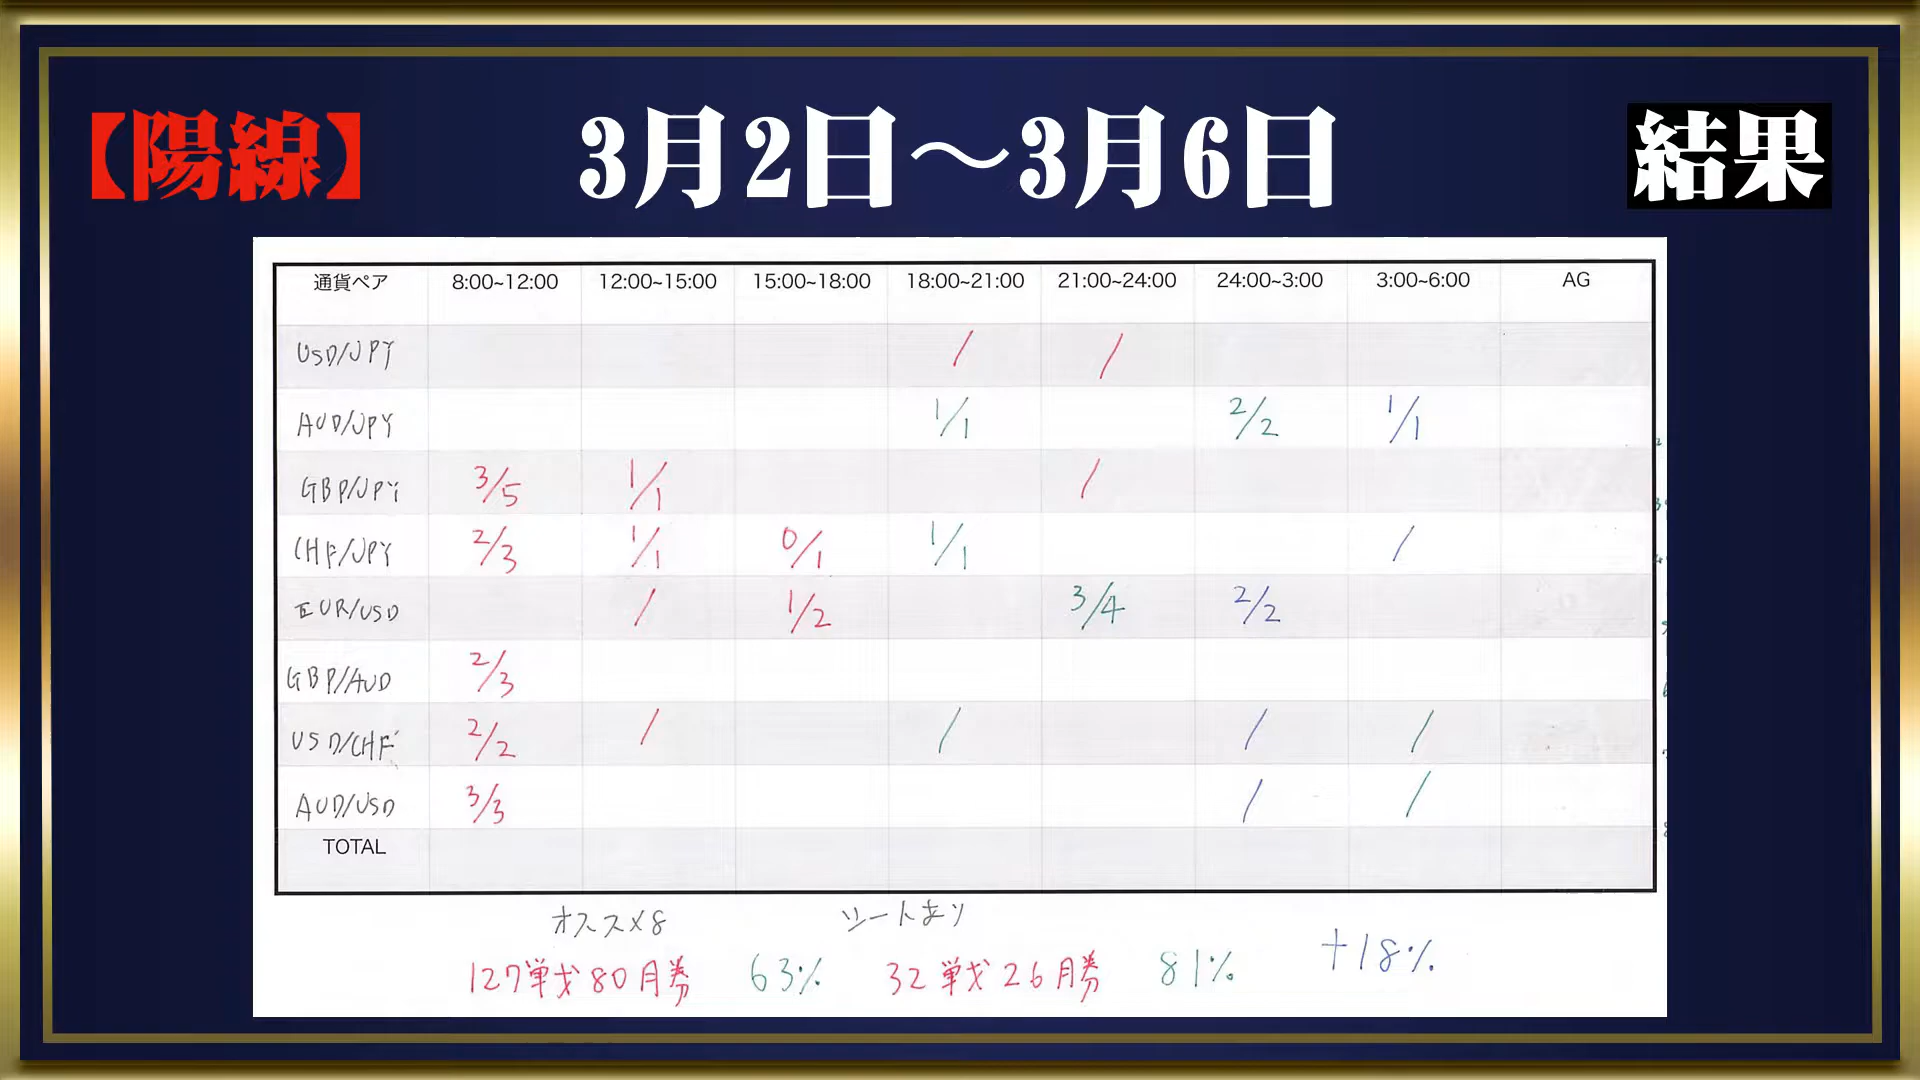 【陽線】 3月2日～3月6日 結果
通貨ペア 8:00~12:00 12:00~15:00 15:00~18:00 18:00~21:00 21:00~24:00 24:00~3:00 3:00~6:00 AG
USD/JPY / /
AUD/JPY 1/1 2/2 1/1
GBP/JPY 3/5 1/1 /
CHF/JPY 2/3 1/1 0/1 1/1 /
EUR/USD / 1/2 3/4 2/2
GBP/AUD 2/3
USD/CHF 2/2 / / / /
AUD/USD 3/3 / /
TOTAL
オススメ8 ソートあり
127戦80勝 63% 32戦26勝 81% +18%